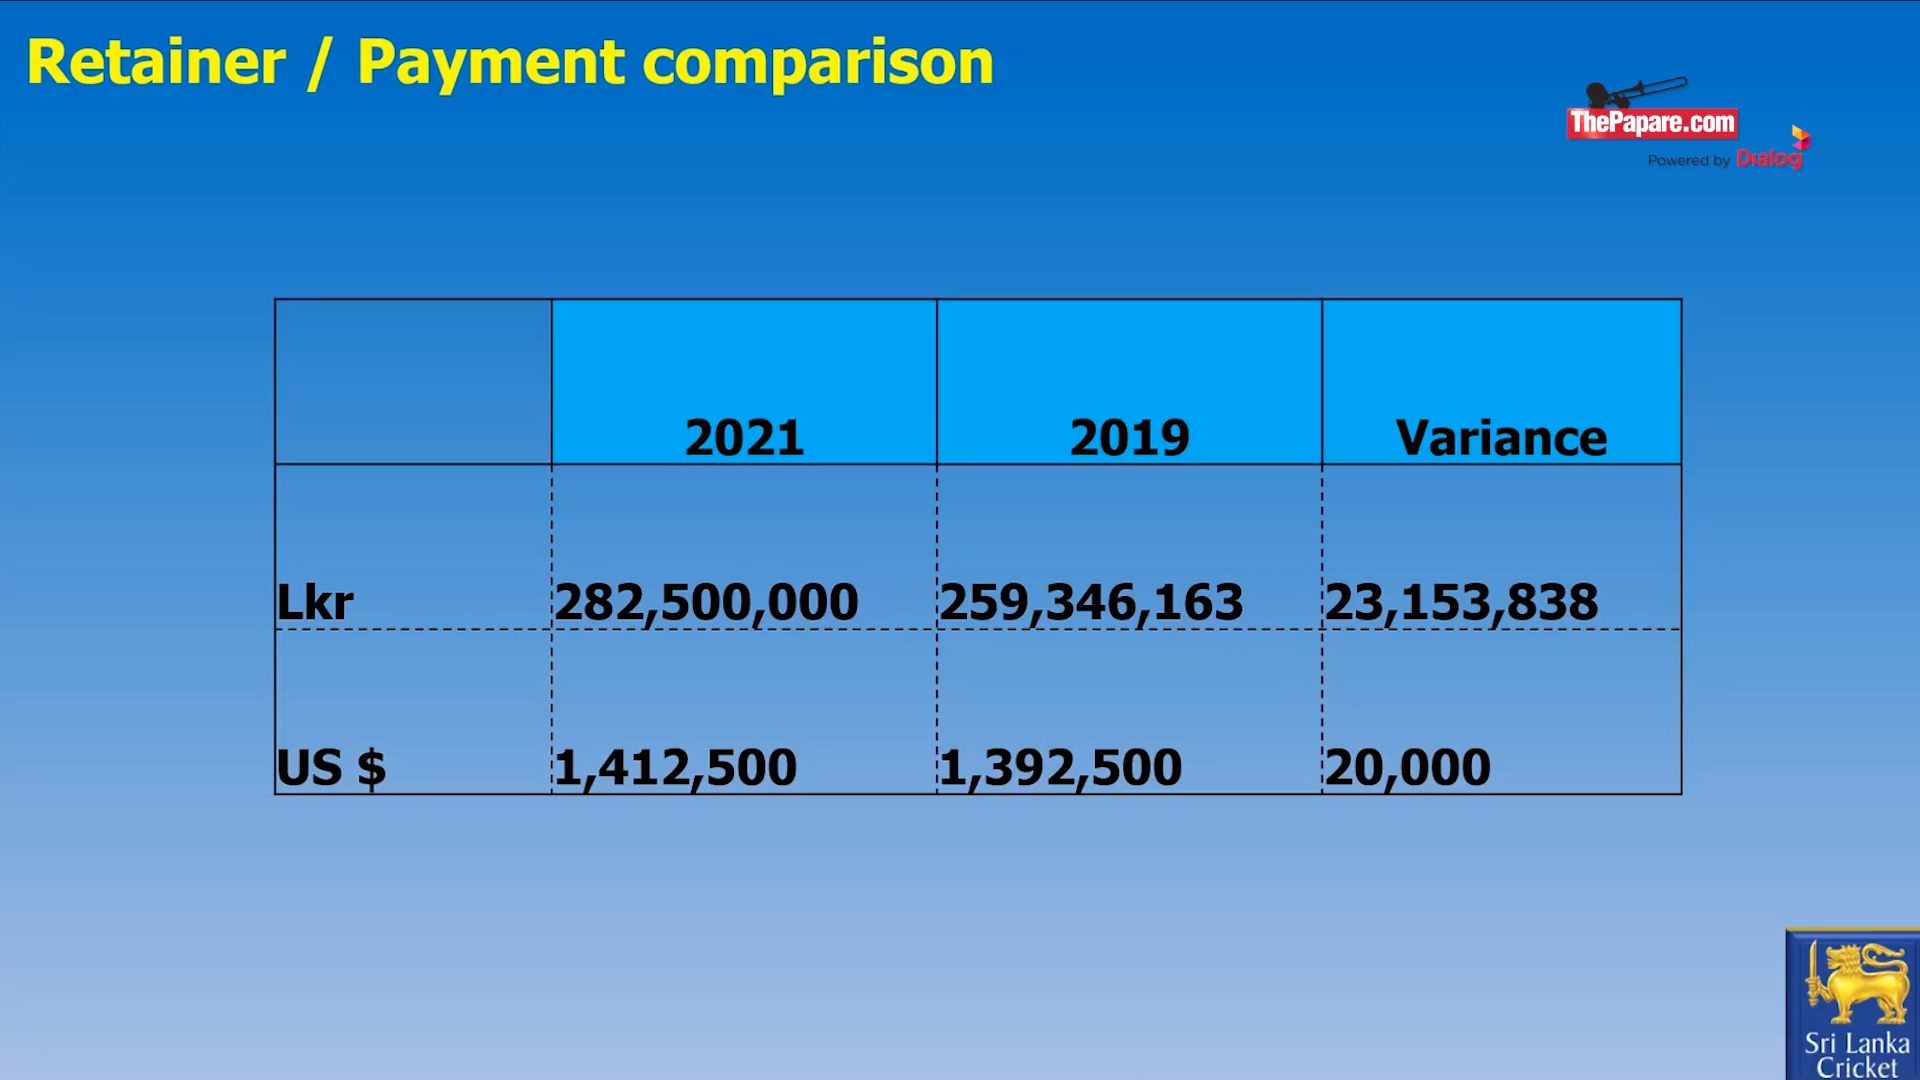 Retainer / Payment comparison
ThePapare.com
Powered by Dialog
2021 2019 Variance
Lkr 282,500,000 259,346,163 23,153,838
US $ 1,412,500 1,392,500 20,000
Sri Lanka
Cricket